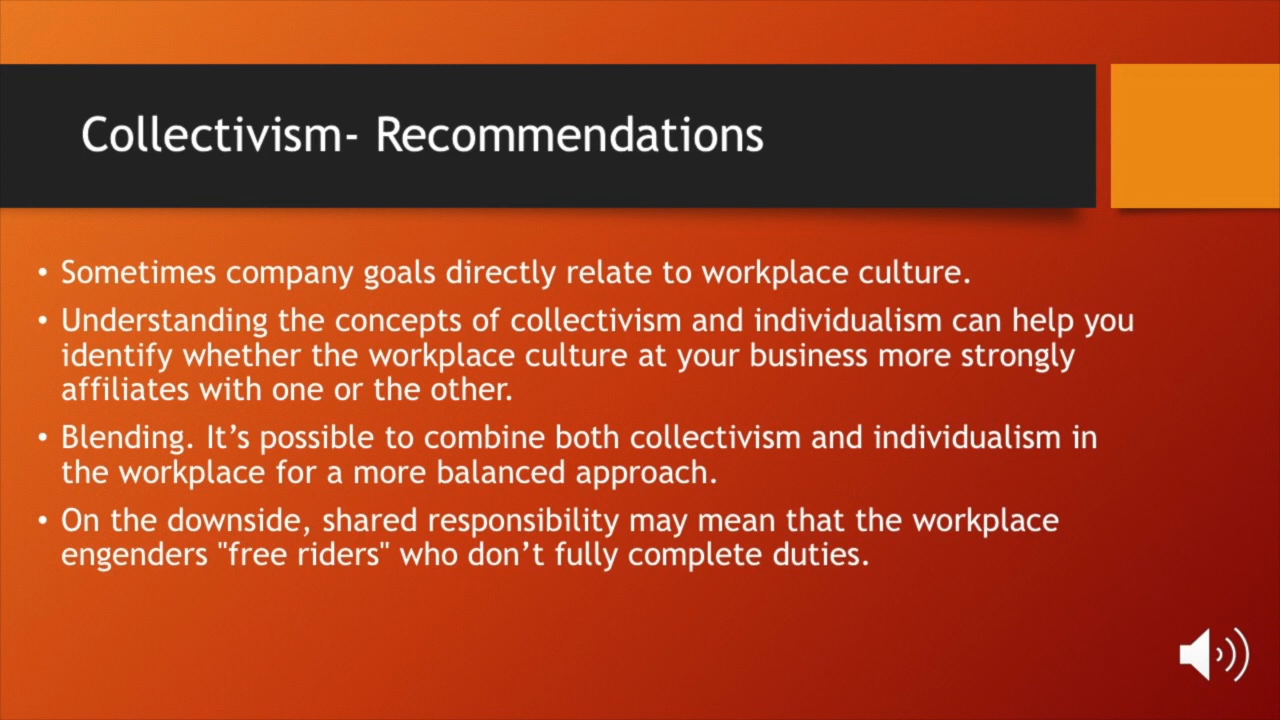 Collectivism- Recommendations
• Sometimes company goals directly relate to workplace culture.
• Understanding the concepts of collectivism and individualism can help you
identify whether the workplace culture at your business more strongly
affiliates with one or the other.
• Blending. It’s possible to combine both collectivism and individualism in
the workplace for a more balanced approach.
• On the downside, shared responsibility may mean that the workplace
engenders "free riders" who don’t fully complete duties.